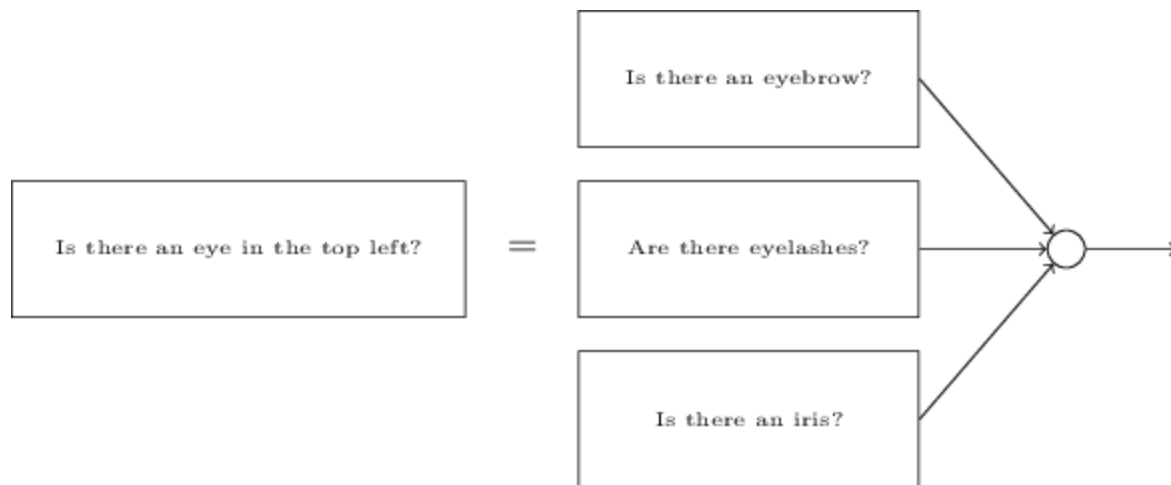 Is there an eyebrow?
Is there an eye in the top left?
=
Are there eyelashes?
Is there an iris?